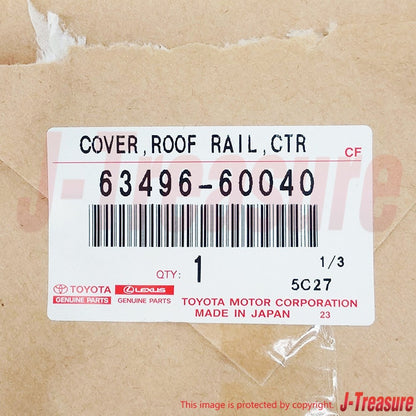 COVER,ROOF RAIL,CTR
CF
63496-60040
J-Treasure
QTY: 1
1/3
5C27
TOYOTA
GENUINE PARTS
LEXUS
GENUINE PARTS
TOYOTA MOTOR CORPORATION
MADE IN JAPAN 23
This image is protected by copyright.
J-Treasure